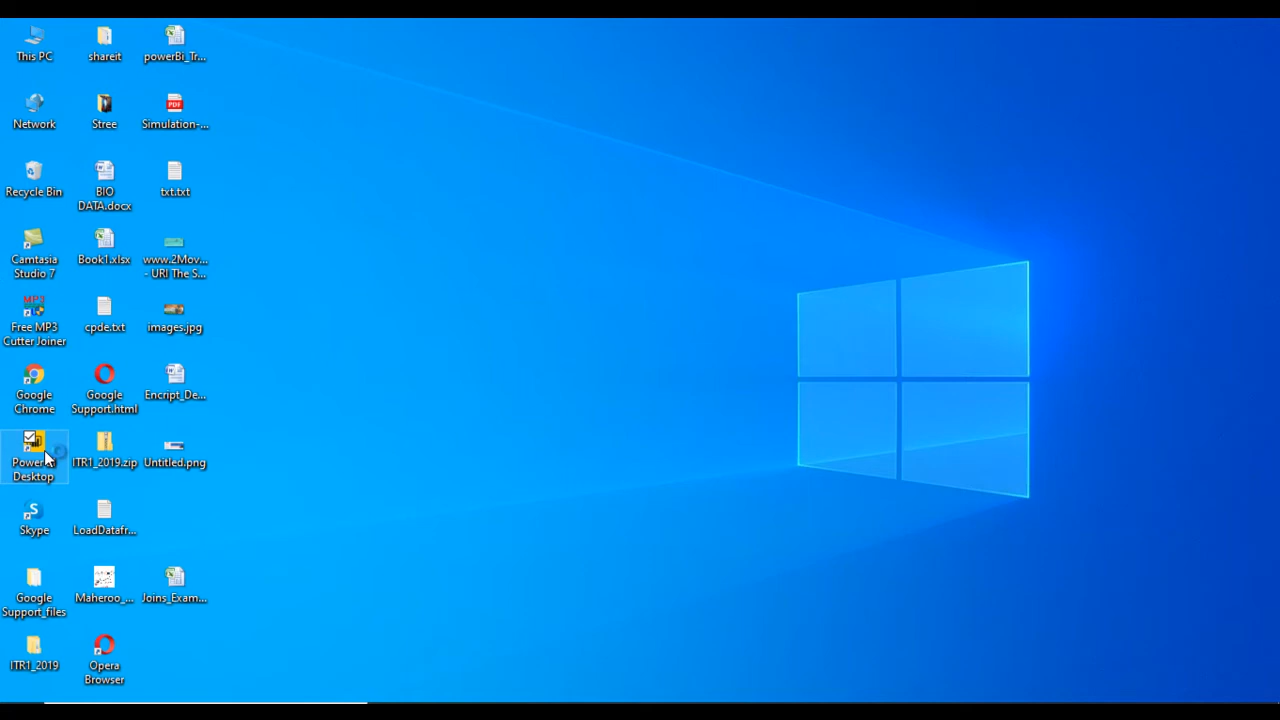 This PC
shareit
powerBi_Tr...
Network
Stree
Simulation-...
PDF
Recycle Bin
BIO
DATA.docx
txt.txt
Camtasia
Studio 7
Book1.xlsx
www.2Mov...
- URI The S...
MP3
Free MP3
Cutter Joiner
cpde.txt
images.jpg
Google
Chrome
Google
Support.html
Encript_De...
Desktop
ITR1_2019.zip
Untitled.png
Skype
LoadDatafr...
Google
Support_files
Maheroo_...
Joins_Exam...
ITR1_2019
Opera
Browser